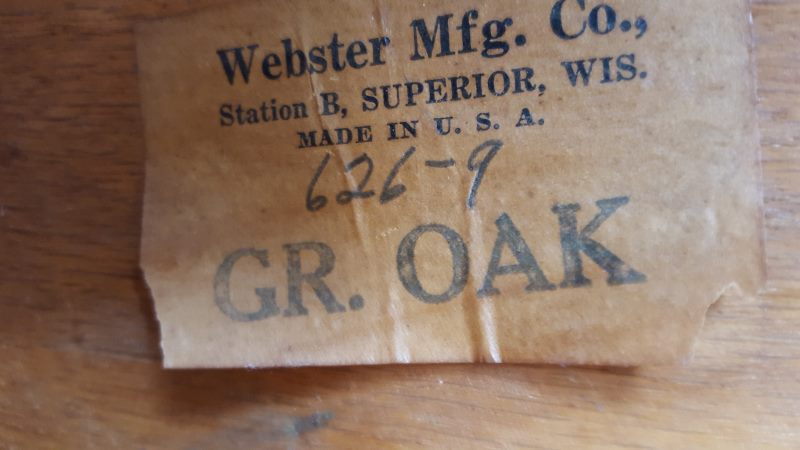 Webster Mfg. Co.,
Station B, SUPERIOR, WIS.
MADE IN U. S. A.
626-9
GR. OAK